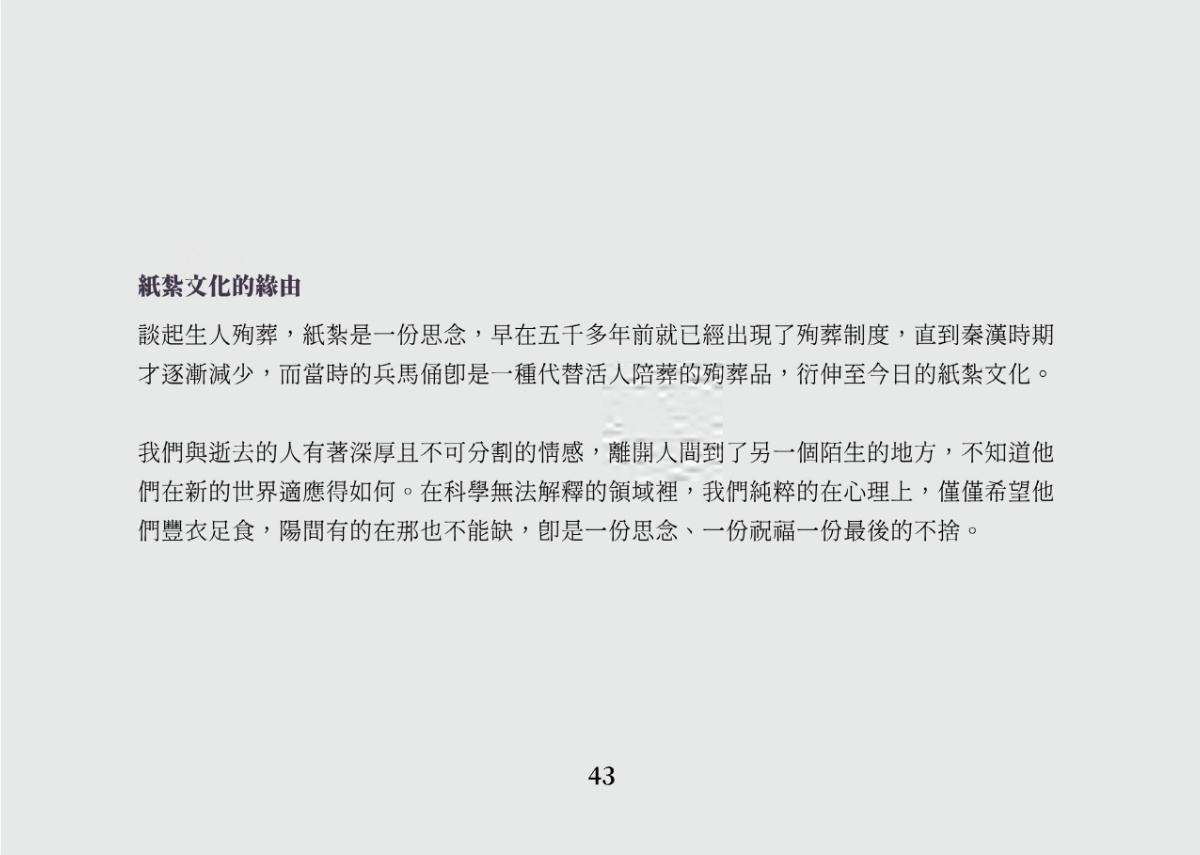 紙紮文化的緣由
談起生人殉葬，紙紮是一份思念，早在五千多年前就已經出現了殉葬制度，直到秦漢時期
才逐漸減少，而當時的兵馬俑卽是一種代替活人陪葬的殉葬品，衍伸至今日的紙紮文化。
我們與逝去的人有著深厚且不可分割的情感，離開人間到了另一個陌生的地方，不知道他
們在新的世界適應得如何。在科學無法解釋的領域裡，我們純粹的在心理上，僅僅希望他
們豐衣足食，陽間有的在那也不能缺，卽是一份思念、一份祝福一份最後的不捨。
43